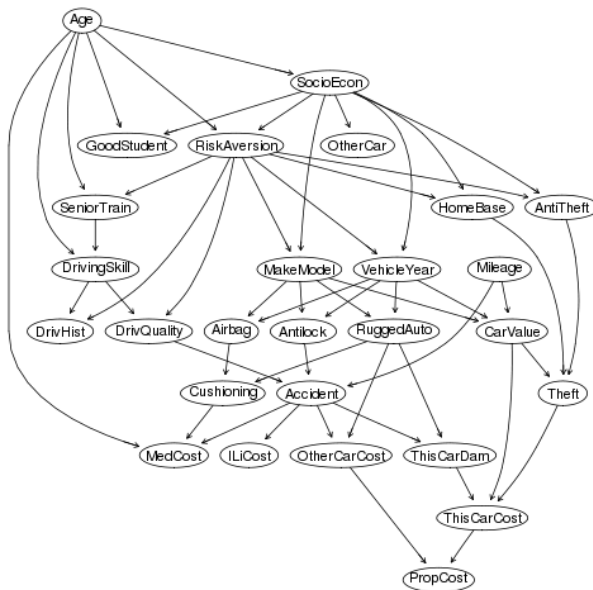 Age
SocioEcon
GoodStudent RiskAversion OtherCar
SeniorTrain HomeBase AntiTheft
DrivingSkill MakeModel VehicleYear Mileage
DrivHist DrivQuality Airbag Antilock RuggedAuto CarValue
Cushioning Accident Theft
MedCost ILiCost OtherCarCost ThisCarDam
ThisCarCost
PropCost